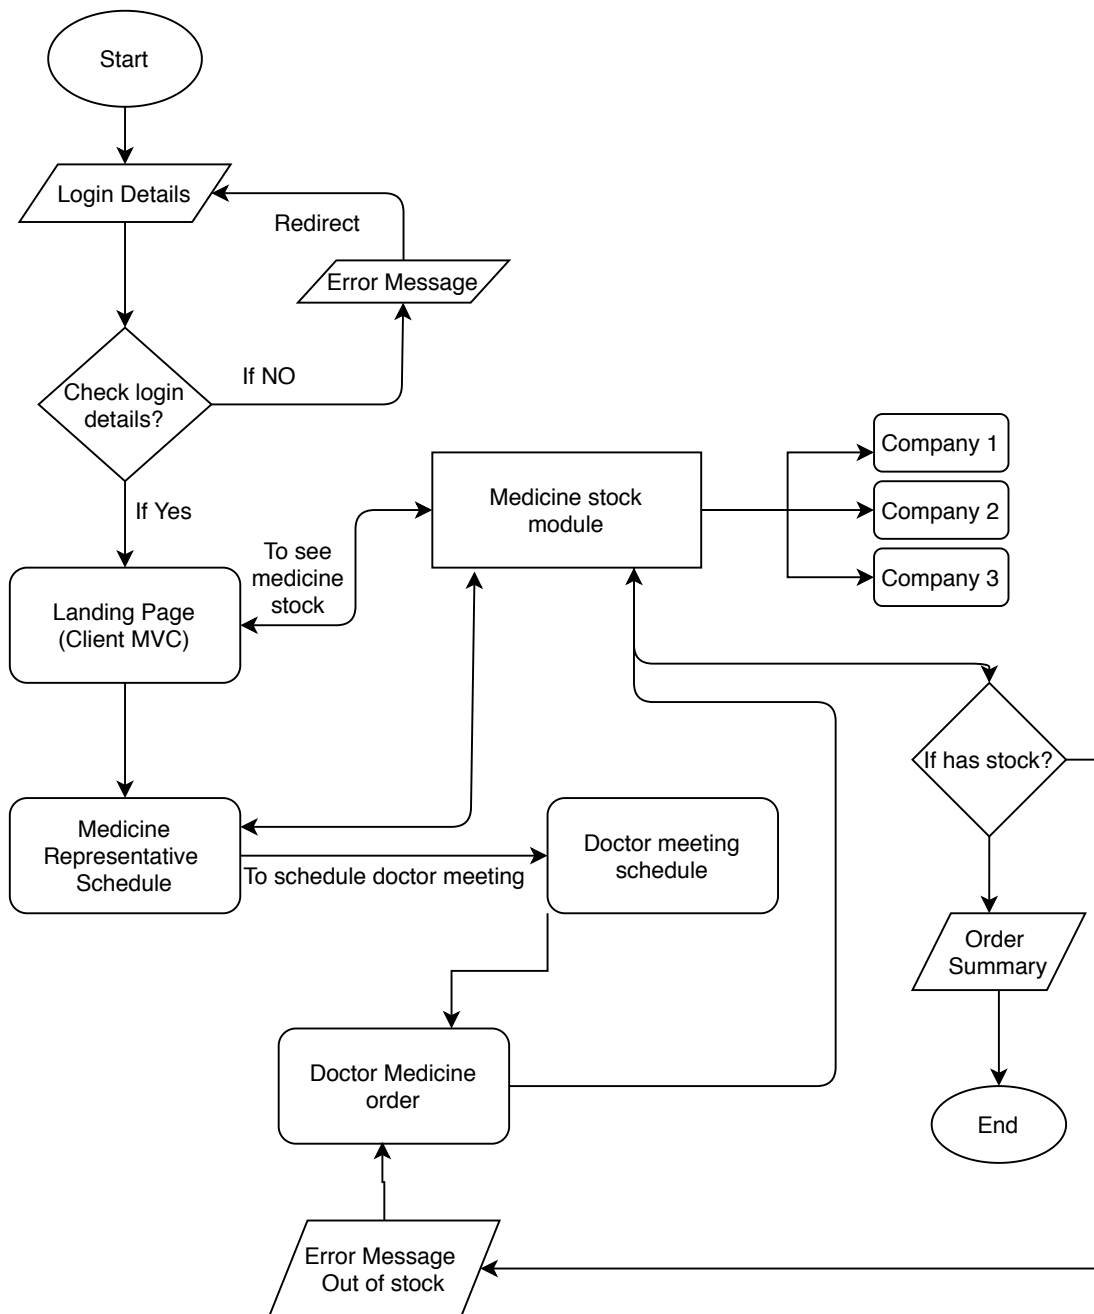 Start
Login Details
Redirect
Error Message
Check login
details?
If NO
If Yes
Company 1
Medicine stock
module
Company 2
To see
medicine
stock
Company 3
Landing Page
(Client MVC)
If has stock?
Medicine
Representative
Schedule
To schedule doctor meeting
Doctor meeting
schedule
Order
Summary
Doctor Medicine
order
End
Error Message
Out of stock